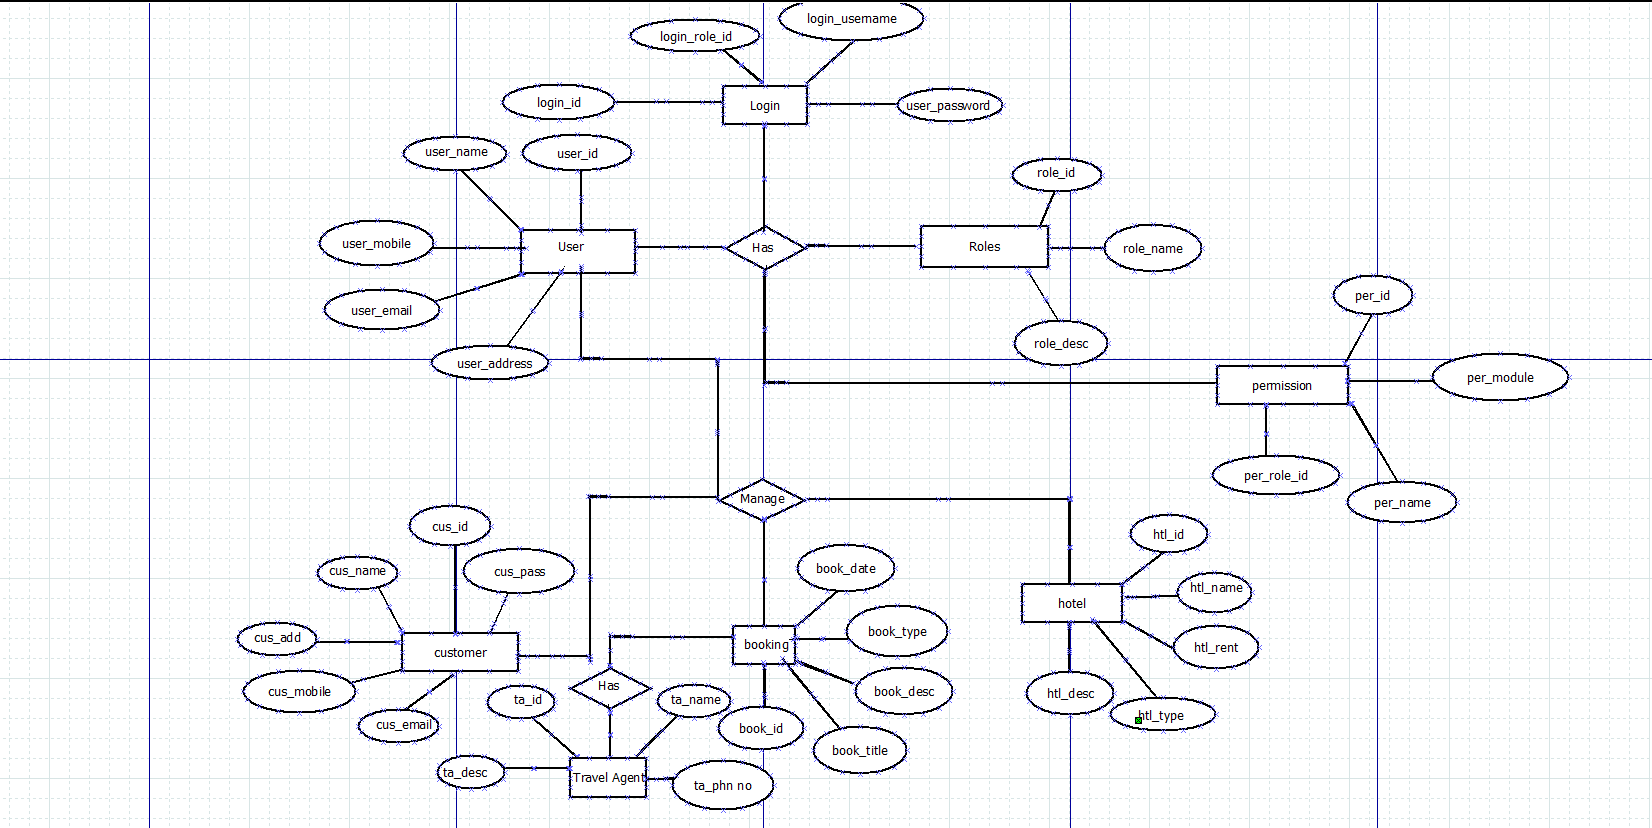 login_username
login_role_id
login_id
Login
user_password
user_name
user_id
role_id
user_mobile
User
Has
Roles
role_name
per_id
user_email
role_desc
user_address
permission
per_module
per_role_id
per_name
Manage
cus_id
htl_id
cus_name
cus_pass
book_date
htl_name
hotel
book_type
cus_add
customer
booking
htl_rent
cus_mobile
Has
book_desc
htl_desc
ta_id
ta_name
htl_type
cus_email
book_id
book_title
ta_desc
Travel Agent
ta_phn no